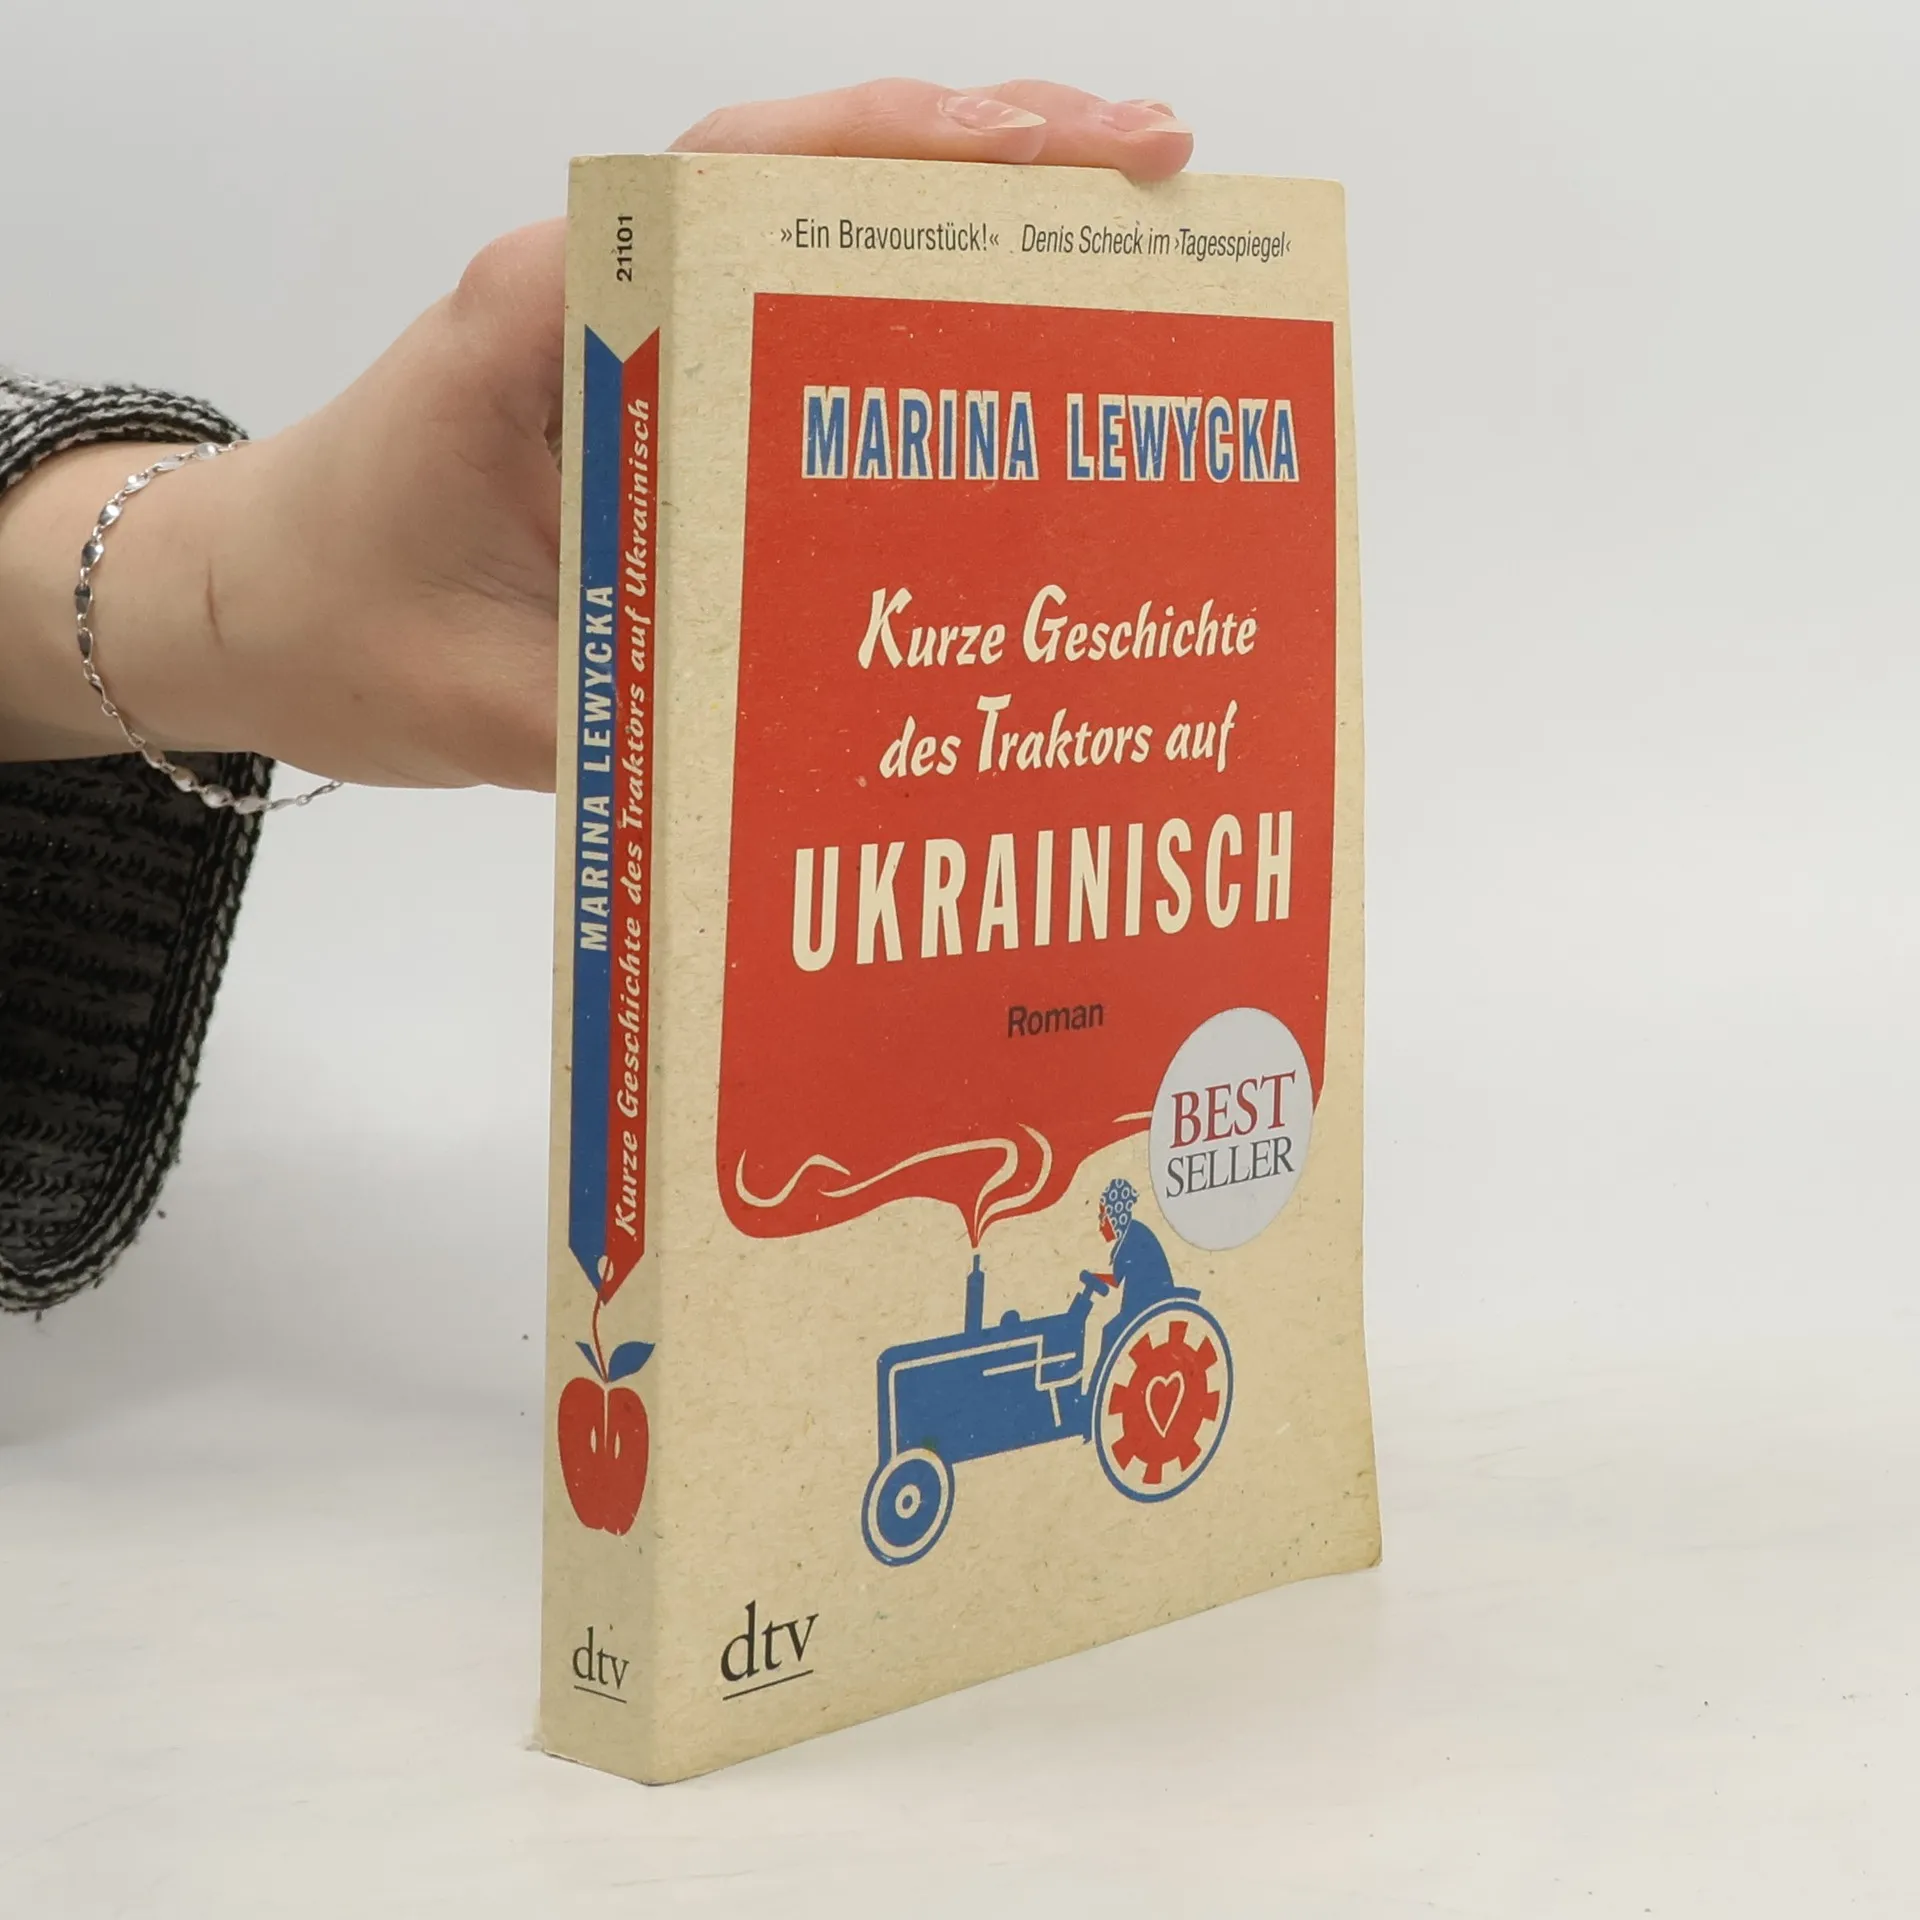 21101
MARINA LEWYCKA
Kurze Geschichte des Traktors auf Ukrainisch
dtv
»Ein Bravourstück!« Denis Scheck im ›Tagesspiegel‹
MARINA LEWYCKA
Kurze Geschichte
des Traktors auf
UKRAINISCH
Roman
BEST
SELLER
dtv